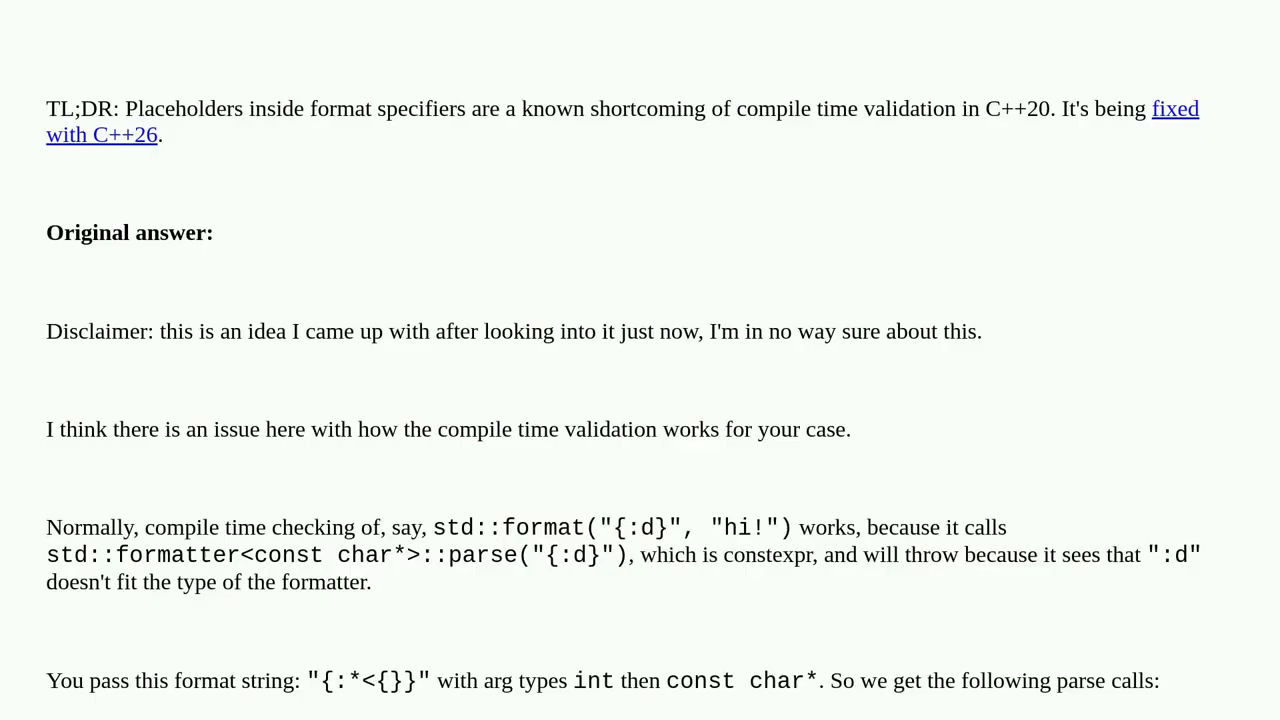 TL;DR: Placeholders inside format specifiers are a known shortcoming of compile time validation in C++20. It's being fixed
with C++26.
Original answer:
Disclaimer: this is an idea I came up with after looking into it just now, I'm in no way sure about this.
I think there is an issue here with how the compile time validation works for your case.
Normally, compile time checking of, say, std::format("{:d}", "hi!") works, because it calls
std::formatter<const char*>::parse("{:d}"), which is constexpr, and will throw because it sees that ":d"
doesn't fit the type of the formatter.
You pass this format string: "{:*<{}}" with arg types int then const char*. So we get the following parse calls: